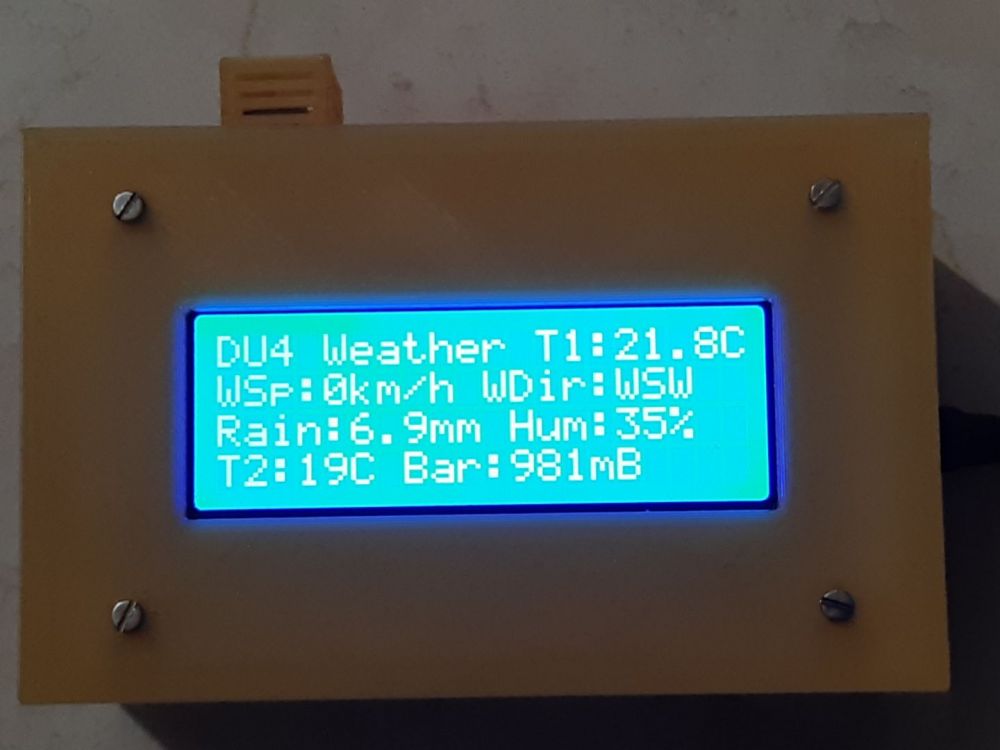 DU4 Weather T1:21.8C
WSp:0km/h WDir:WSW
Rain:6.9mm Hum:35%
T2:19C Bar:981mB